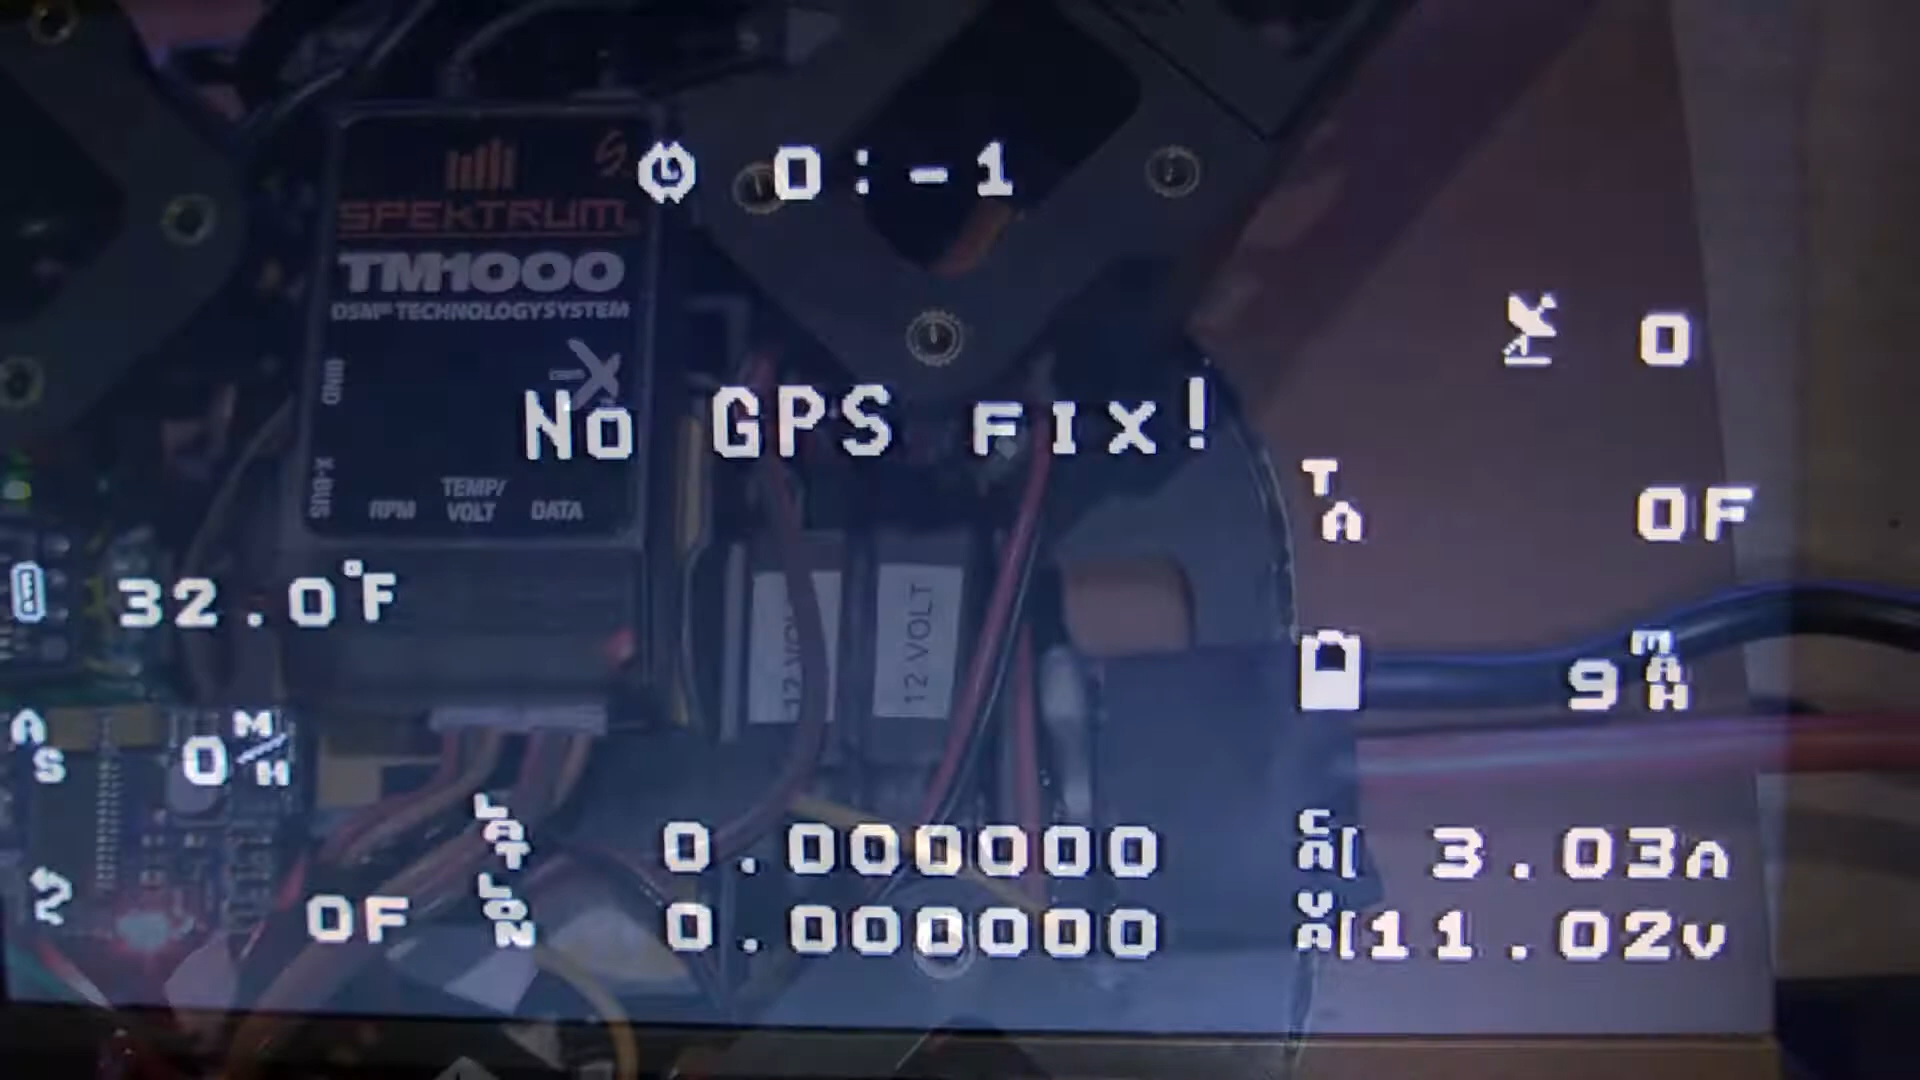 0:-1
SPEKTRUM
TM1000
DSM® TECHNOLOGY SYSTEM
0
BND
No GPS FIX!
TA 0F
X-BUS
RPM TEMP/VOLT DATA
32.0°F
12 VOLT
12 VOLT
9 MAH
AS 0 M/H
LAT 0.000000
CA[ 3.03A
0F
LON 0.000000
VA[11.02V